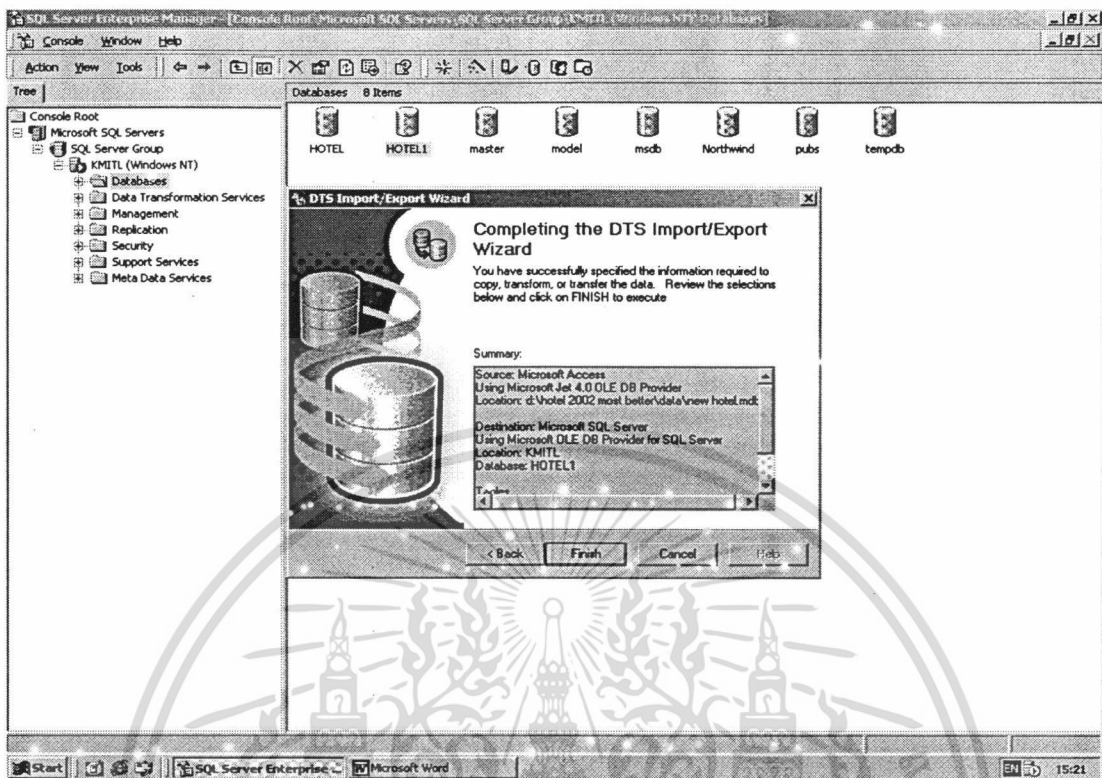 SQL Server Enterprise Manager - [Console Root\Microsoft SQL Servers\SQL Server Group\KMITL (Windows NT)\Databases]
Console Window Help
Action View Tools
Tree
Databases 8 Items
Console Root
Microsoft SQL Servers
SQL Server Group
KMITL (Windows NT)
Databases
Data Transformation Services
Management
Replication
Security
Support Services
Meta Data Services
HOTEL HOTEL1 master model msdb Northwind pubs tempdb
DTS Import/Export Wizard
Completing the DTS Import/Export
Wizard
You have successfully specified the information required to
copy, transform, or transfer the data. Review the selections
below and click on FINISH to execute
Summary:
Source: Microsoft Access
Using Microsoft Jet 4.0 OLE DB Provider
Location: d:\hotel 2002 most better\data\new hotel.mdb
Destination: Microsoft SQL Server
Using Microsoft OLE DB Provider for SQL Server
Location: KMITL
Database: HOTEL1
Tables
< Back Finish Cancel Help
Start SQL Server Enterprise ... Microsoft Word EN 15:21